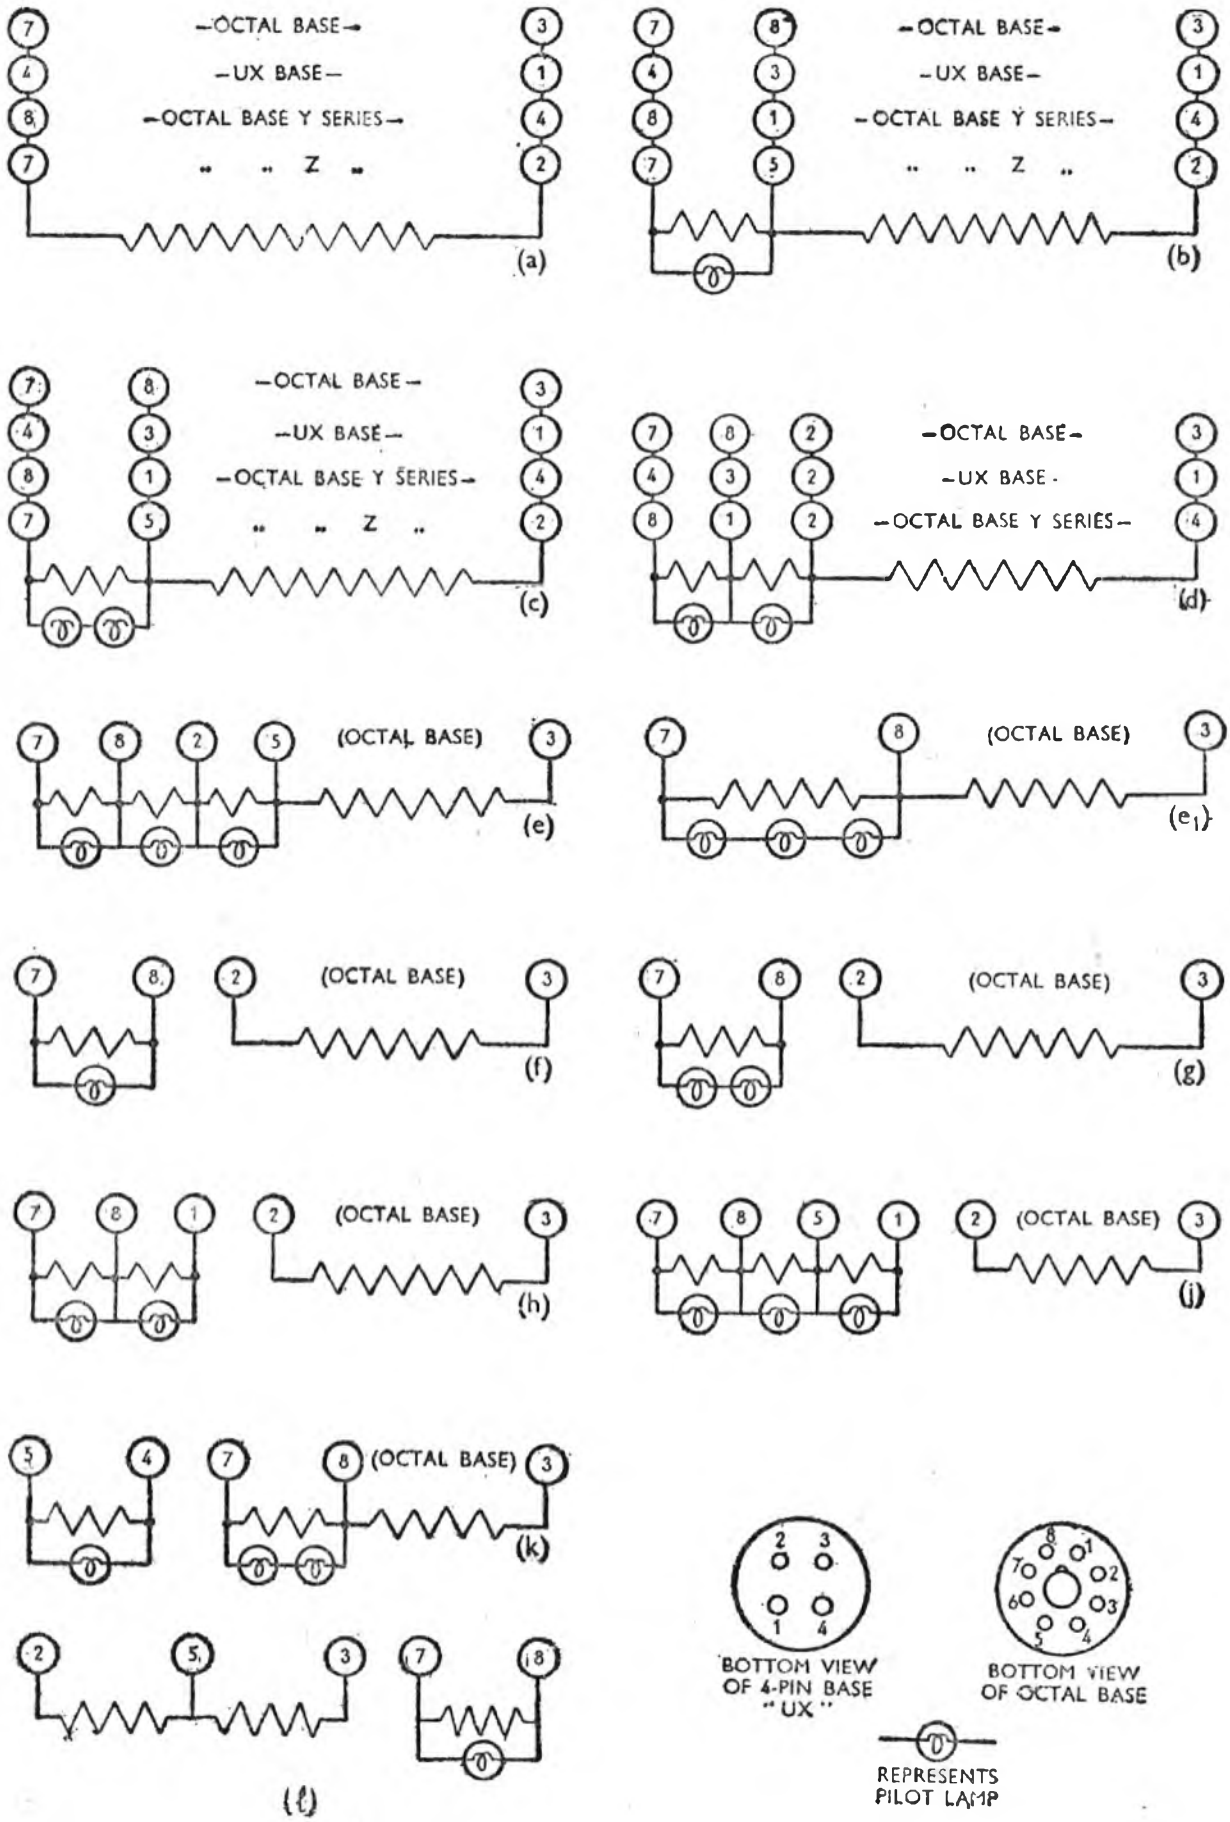 7 -OCTAL BASE- 3
4 -UX BASE- 1
8 -OCTAL BASE Y SERIES- 4
7 " " Z " 2
(a)
7 8 -OCTAL BASE- 3
4 3 -UX BASE- 1
8 1 -OCTAL BASE Y SERIES- 4
7 5 " " Z " 2
(b)
7 8 -OCTAL BASE- 3
4 3 -UX BASE- 1
8 1 -OCTAL BASE Y SERIES- 4
7 5 " " Z " 2
(c)
7 8 2 -OCTAL BASE- 3
4 3 2 -UX BASE- 1
8 1 2 -OCTAL BASE Y SERIES- 4
(d)
7 8 2 5 (OCTAL BASE) 3
(e)
7 8 (OCTAL BASE) 3
(e1)
7 8 2 (OCTAL BASE) 3
(f)
7 8 2 (OCTAL BASE) 3
(g)
7 8 1 2 (OCTAL BASE) 3
(h)
7 8 5 1 2 (OCTAL BASE) 3
(j)
5 4 7 8 (OCTAL BASE) 3
(k)
2 5 3 7 8
(l)
2 3
1 4
BOTTOM VIEW
OF 4-PIN BASE
"UX"
8 1
7 2
6 3
5 4
BOTTOM VIEW
OF OCTAL BASE
REPRESENTS
PILOT LAMP